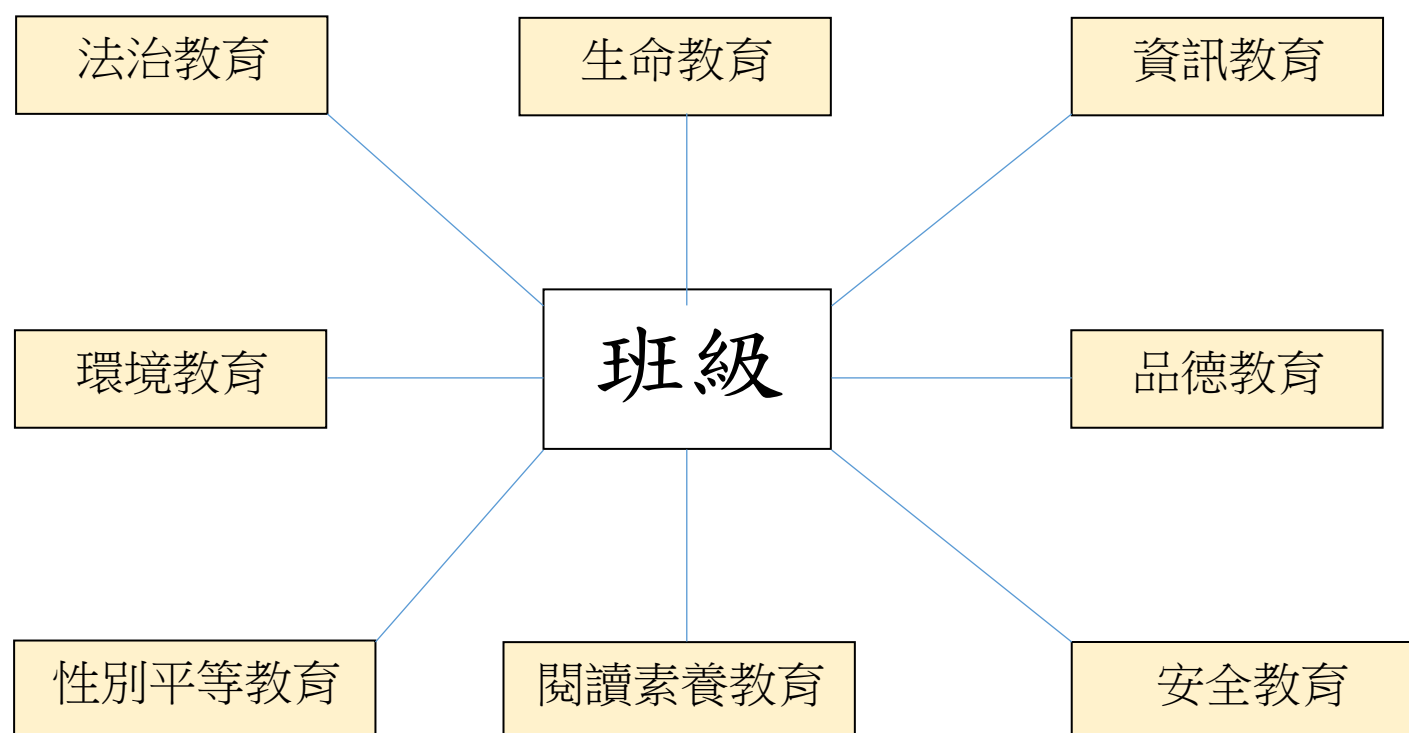 法治教育
生命教育
資訊教育
環境教育
班級
品德教育
性別平等教育
閱讀素養教育
安全教育